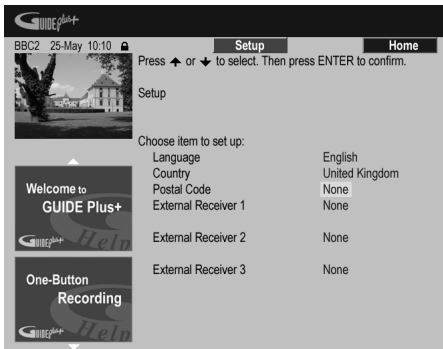 GUIDE Plus+
BBC2 25-May 10:10 Setup Home
Press ↑ or ↓ to select. Then press ENTER to confirm.
Setup
Choose item to set up:
Language English
Country United Kingdom
Postal Code None
External Receiver 1 None
External Receiver 2 None
External Receiver 3 None
Welcome to
GUIDE Plus+
GUIDE Plus+ Help
One-Button
Recording
GUIDE Plus+ Help